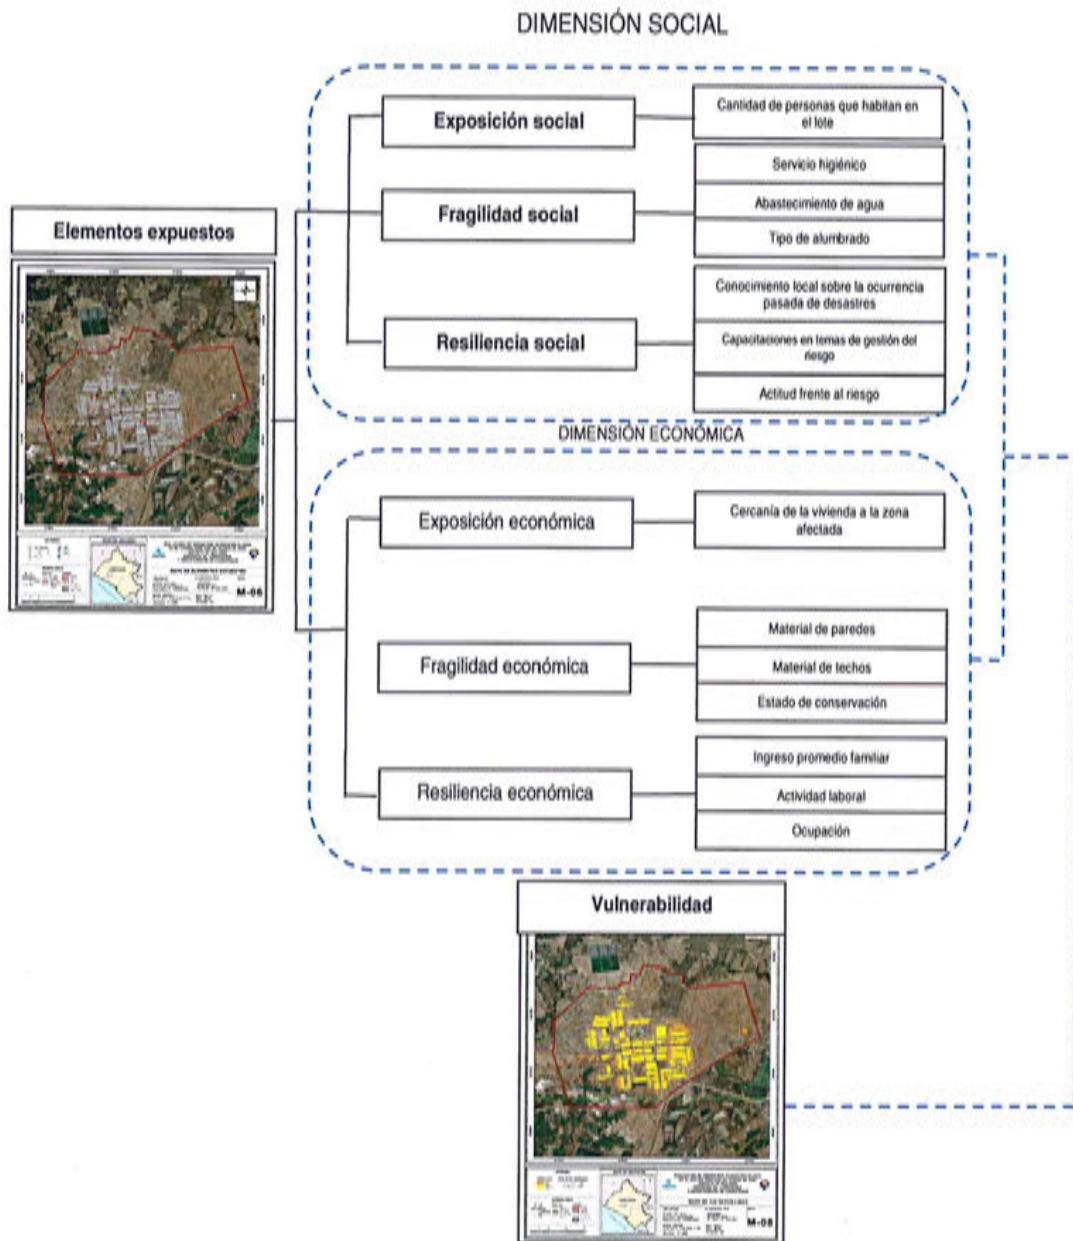 DIMENSIÓN SOCIAL
Exposición social
Cantidad de personas que habitan en
el lote
Fragilidad social
Servicio higiénico
Abastecimiento de agua
Tipo de alumbrado
Elementos expuestos
Resiliencia social
Conocimiento local sobre la ocurrencia
pasada de desastres
Capacitaciones en temas de gestión del
riesgo
Actitud frente al riesgo
M-06
DIMENSIÓN ECONÓMICA
Exposición económica
Cercanía de la vivienda a la zona
afectada
Fragilidad económica
Material de paredes
Material de techos
Estado de conservación
Resiliencia económica
Ingreso promedio familiar
Actividad laboral
Ocupación
Vulnerabilidad
M-08